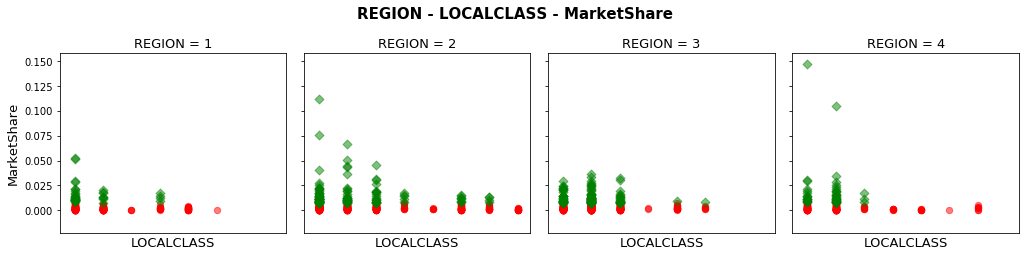 REGION - LOCALCLASS - MarketShare
REGION = 1
REGION = 2
REGION = 3
REGION = 4
MarketShare
0.150
0.125
0.100
0.075
0.050
0.025
0.000
LOCALCLASS
LOCALCLASS
LOCALCLASS
LOCALCLASS